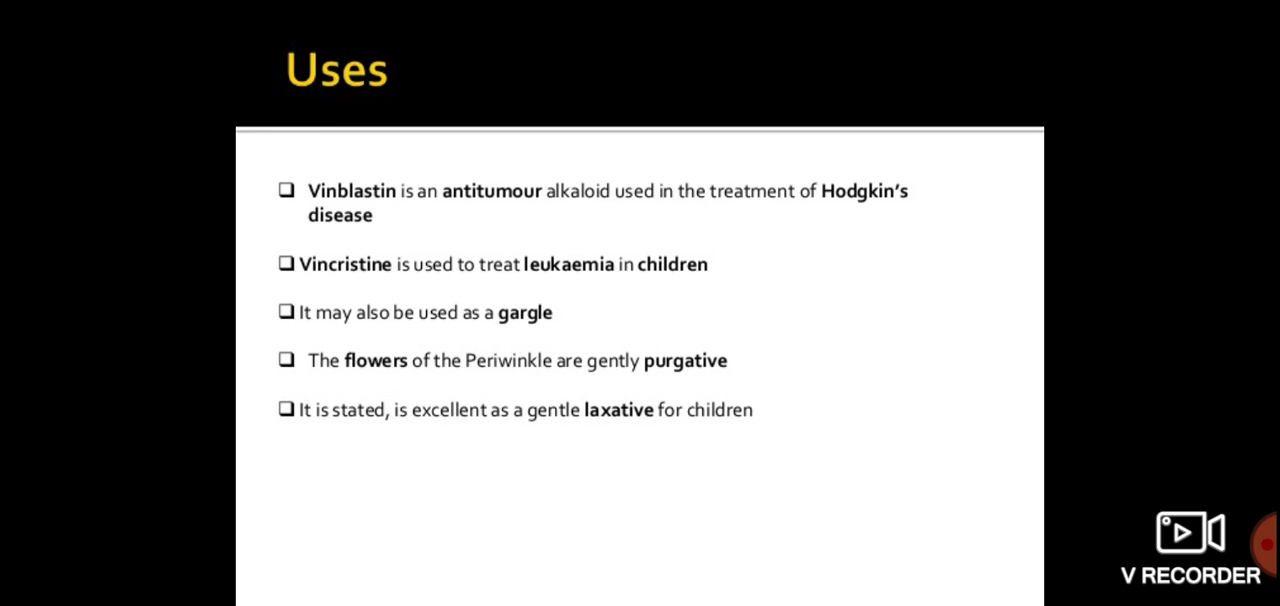 Uses
❑ Vinblastin is an antitumour alkaloid used in the treatment of Hodgkin's
disease
❑ Vincristine is used to treat leukaemia in children
❑ It may also be used as a gargle
❑ The flowers of the Periwinkle are gently purgative
❑ It is stated, is excellent as a gentle laxative for children
V RECORDER